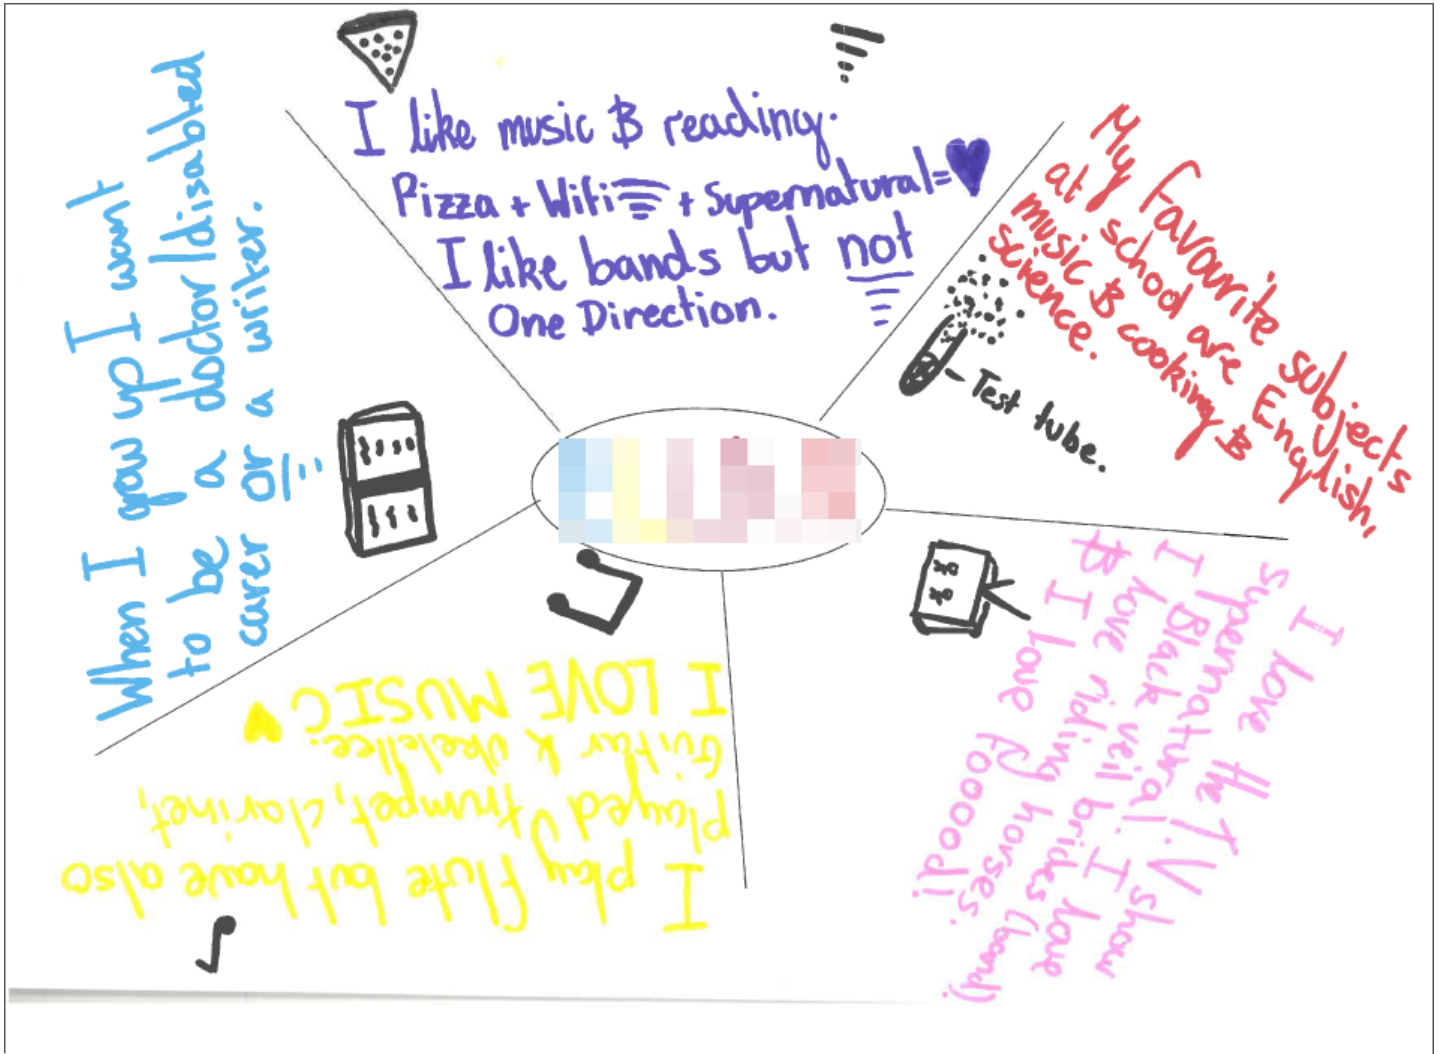 I like music & reading.
Pizza + Wifi + Supernatural =
I like bands but not
One Direction.
My favourite subjects
at school are English,
music & cooking &
science.
Test tube.
I love the T.V show
Supernatural. I love
I Black veil brides (band)
I love riding horses.
& I love Fooood!
I play flute but have also
played trumpet, clarinet,
Guitar & Ukelellee.
I LOVE MUSIC
When I grow up I want
to be a doctor/disabled
carer or a writer.